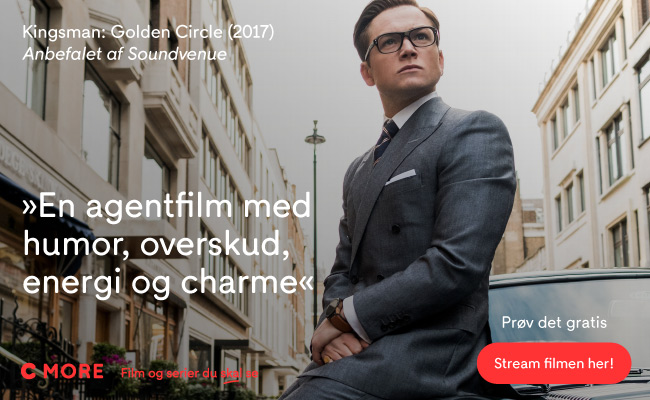 Kingsman: Golden Circle (2017)
Anbefalet af Soundvenue
»En agentfilm med
humor, overskud,
energi og charme«
Prøv det gratis
Stream filmen her!
C MORE
Film og serier du skal se